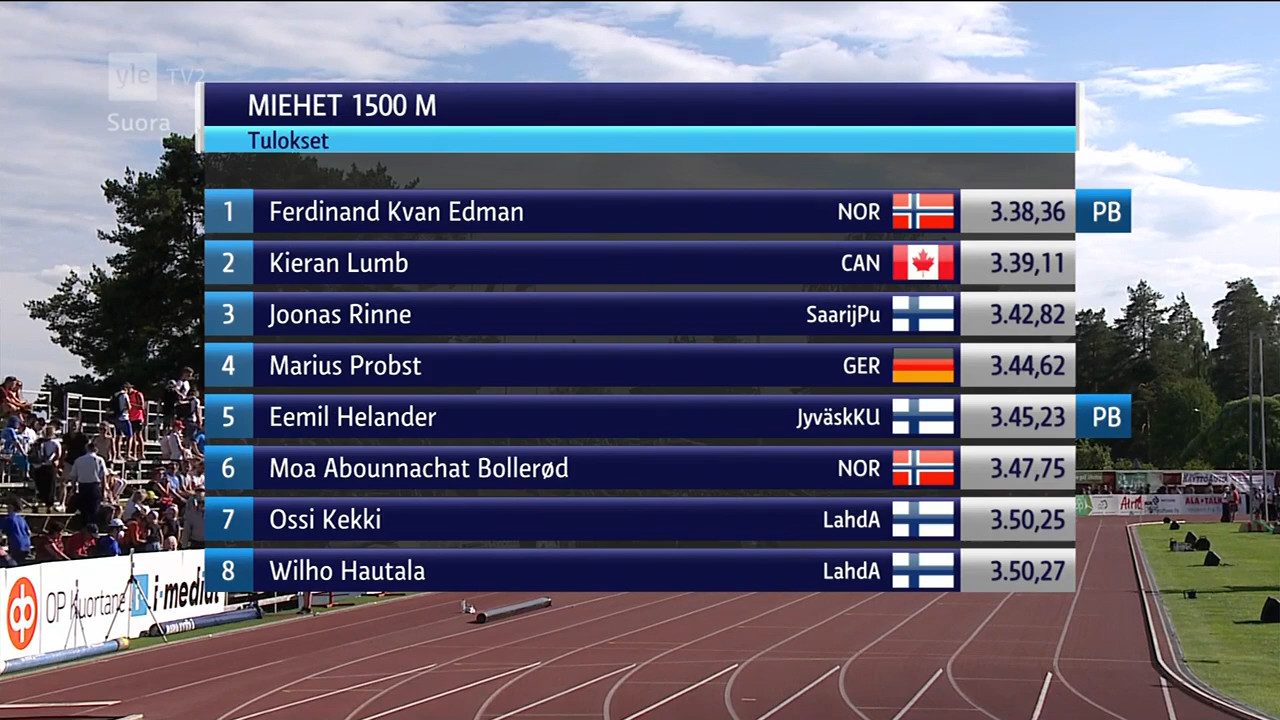 yle TV2
Suora
MIEHET 1500 M
Tulokset
1 Ferdinand Kvan Edman NOR 3.38,36 PB
2 Kieran Lumb CAN 3.39,11
3 Joonas Rinne SaarijPu 3.42,82
4 Marius Probst GER 3.44,62
5 Eemil Helander JyväskKU 3.45,23 PB
6 Moa Abounnachat Bollerød NOR 3.47,75
7 Ossi Kekki LahdA 3.50,25
8 Wilho Hautala LahdA 3.50,27
OP Kuortane
i-media
Atria